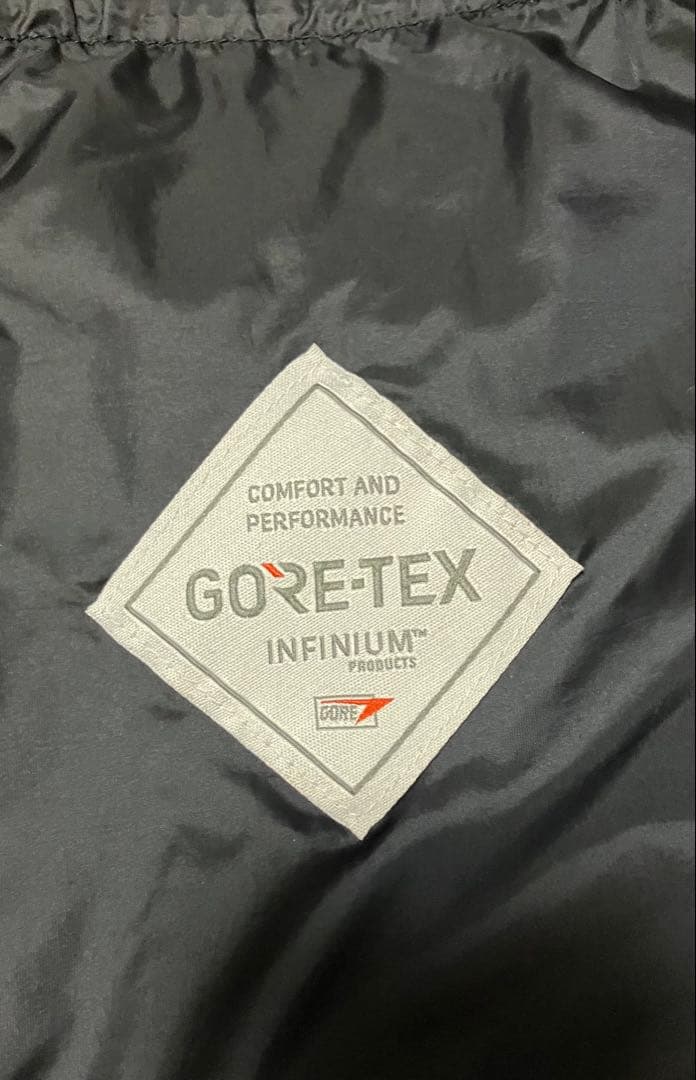 COMFORT AND
PERFORMANCE
GORE-TEX
INFINIUM™
PRODUCTS
GORE